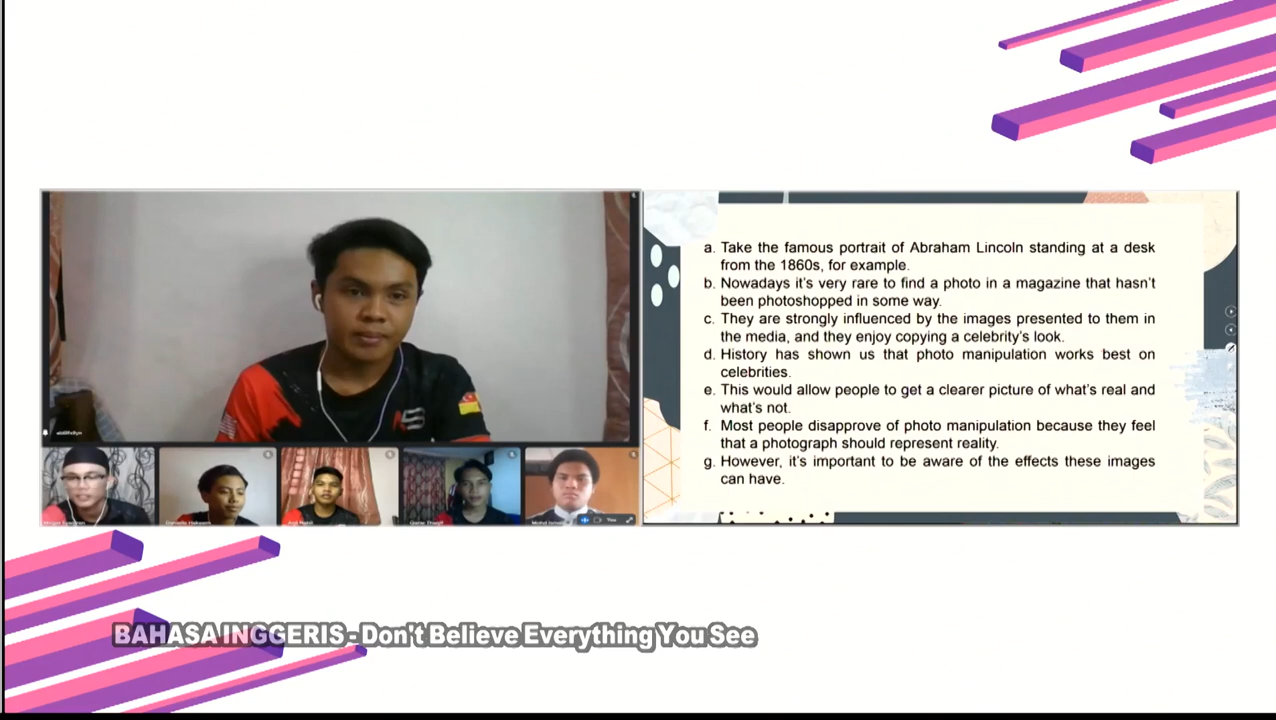 a. Take the famous portrait of Abraham Lincoln standing at a desk
from the 1860s, for example.
b. Nowadays it's very rare to find a photo in a magazine that hasn't
been photoshopped in some way.
c. They are strongly influenced by the images presented to them in
the media, and they enjoy copying a celebrity's look.
d. History has shown us that photo manipulation works best on
celebrities.
e. This would allow people to get a clearer picture of what's real and
what's not.
f. Most people disapprove of photo manipulation because they feel
that a photograph should represent reality.
g. However, it's important to be aware of the effects these images
can have.
You
BAHASA INGGERIS - Don't Believe Everything You See